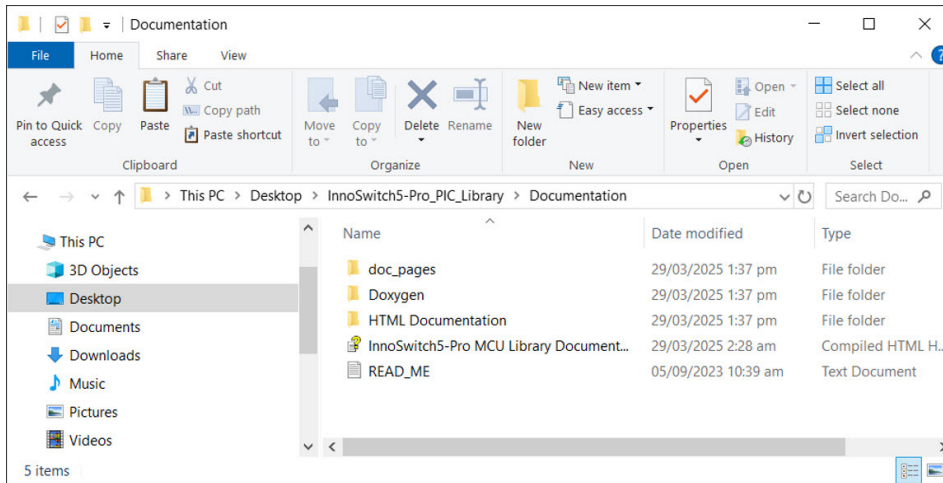 Documentation
File Home Share View
Pin to Quick access
Copy
Paste
Cut
Copy path
Paste shortcut
Clipboard
Move to
Copy to
Delete
Rename
Organize
New folder
New item
Easy access
New
Properties
Open
Edit
History
Open
Select all
Select none
Invert selection
Select
This PC > Desktop > InnoSwitch5-Pro_PIC_Library > Documentation
Search Do...
This PC
3D Objects
Desktop
Documents
Downloads
Music
Pictures
Videos
Name Date modified Type
doc_pages 29/03/2025 1:37 pm File folder
Doxygen 29/03/2025 1:37 pm File folder
HTML Documentation 29/03/2025 1:37 pm File folder
InnoSwitch5-Pro MCU Library Document... 29/03/2025 2:28 am Compiled HTML H...
READ_ME 05/09/2023 10:39 am Text Document
5 items